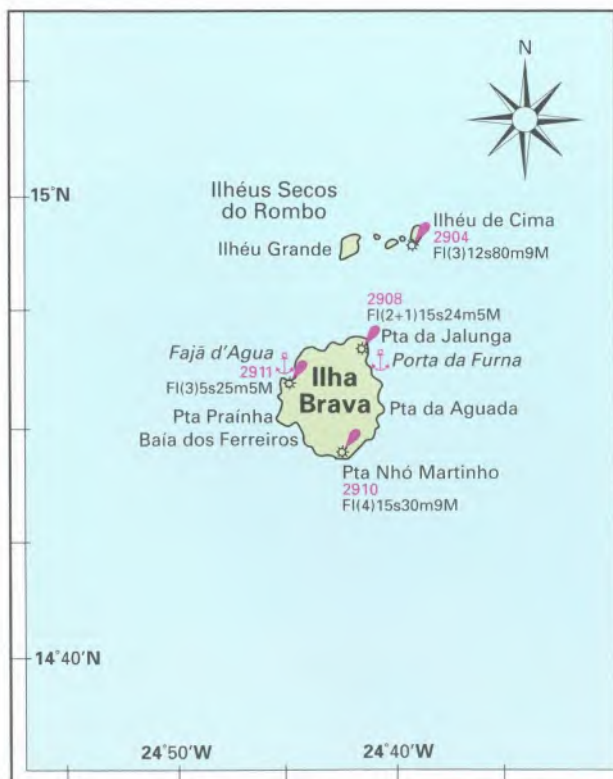 N
15°N
Ilhéus Secos
do Rombo
Ilhéu de Cima
2904
Fl(3)12s80m9M
Ilhéu Grande
2908
Fl(2+1)15s24m5M
Pta da Jalunga
Fajã d'Agua
2911
Fl(3)5s25m5M
Porta da Furna
Ilha
Brava
Pta Praínha
Pta da Aguada
Baía dos Ferreiros
Pta Nhó Martinho
2910
Fl(4)15s30m9M
14°40'N
24°50'W
24°40'W